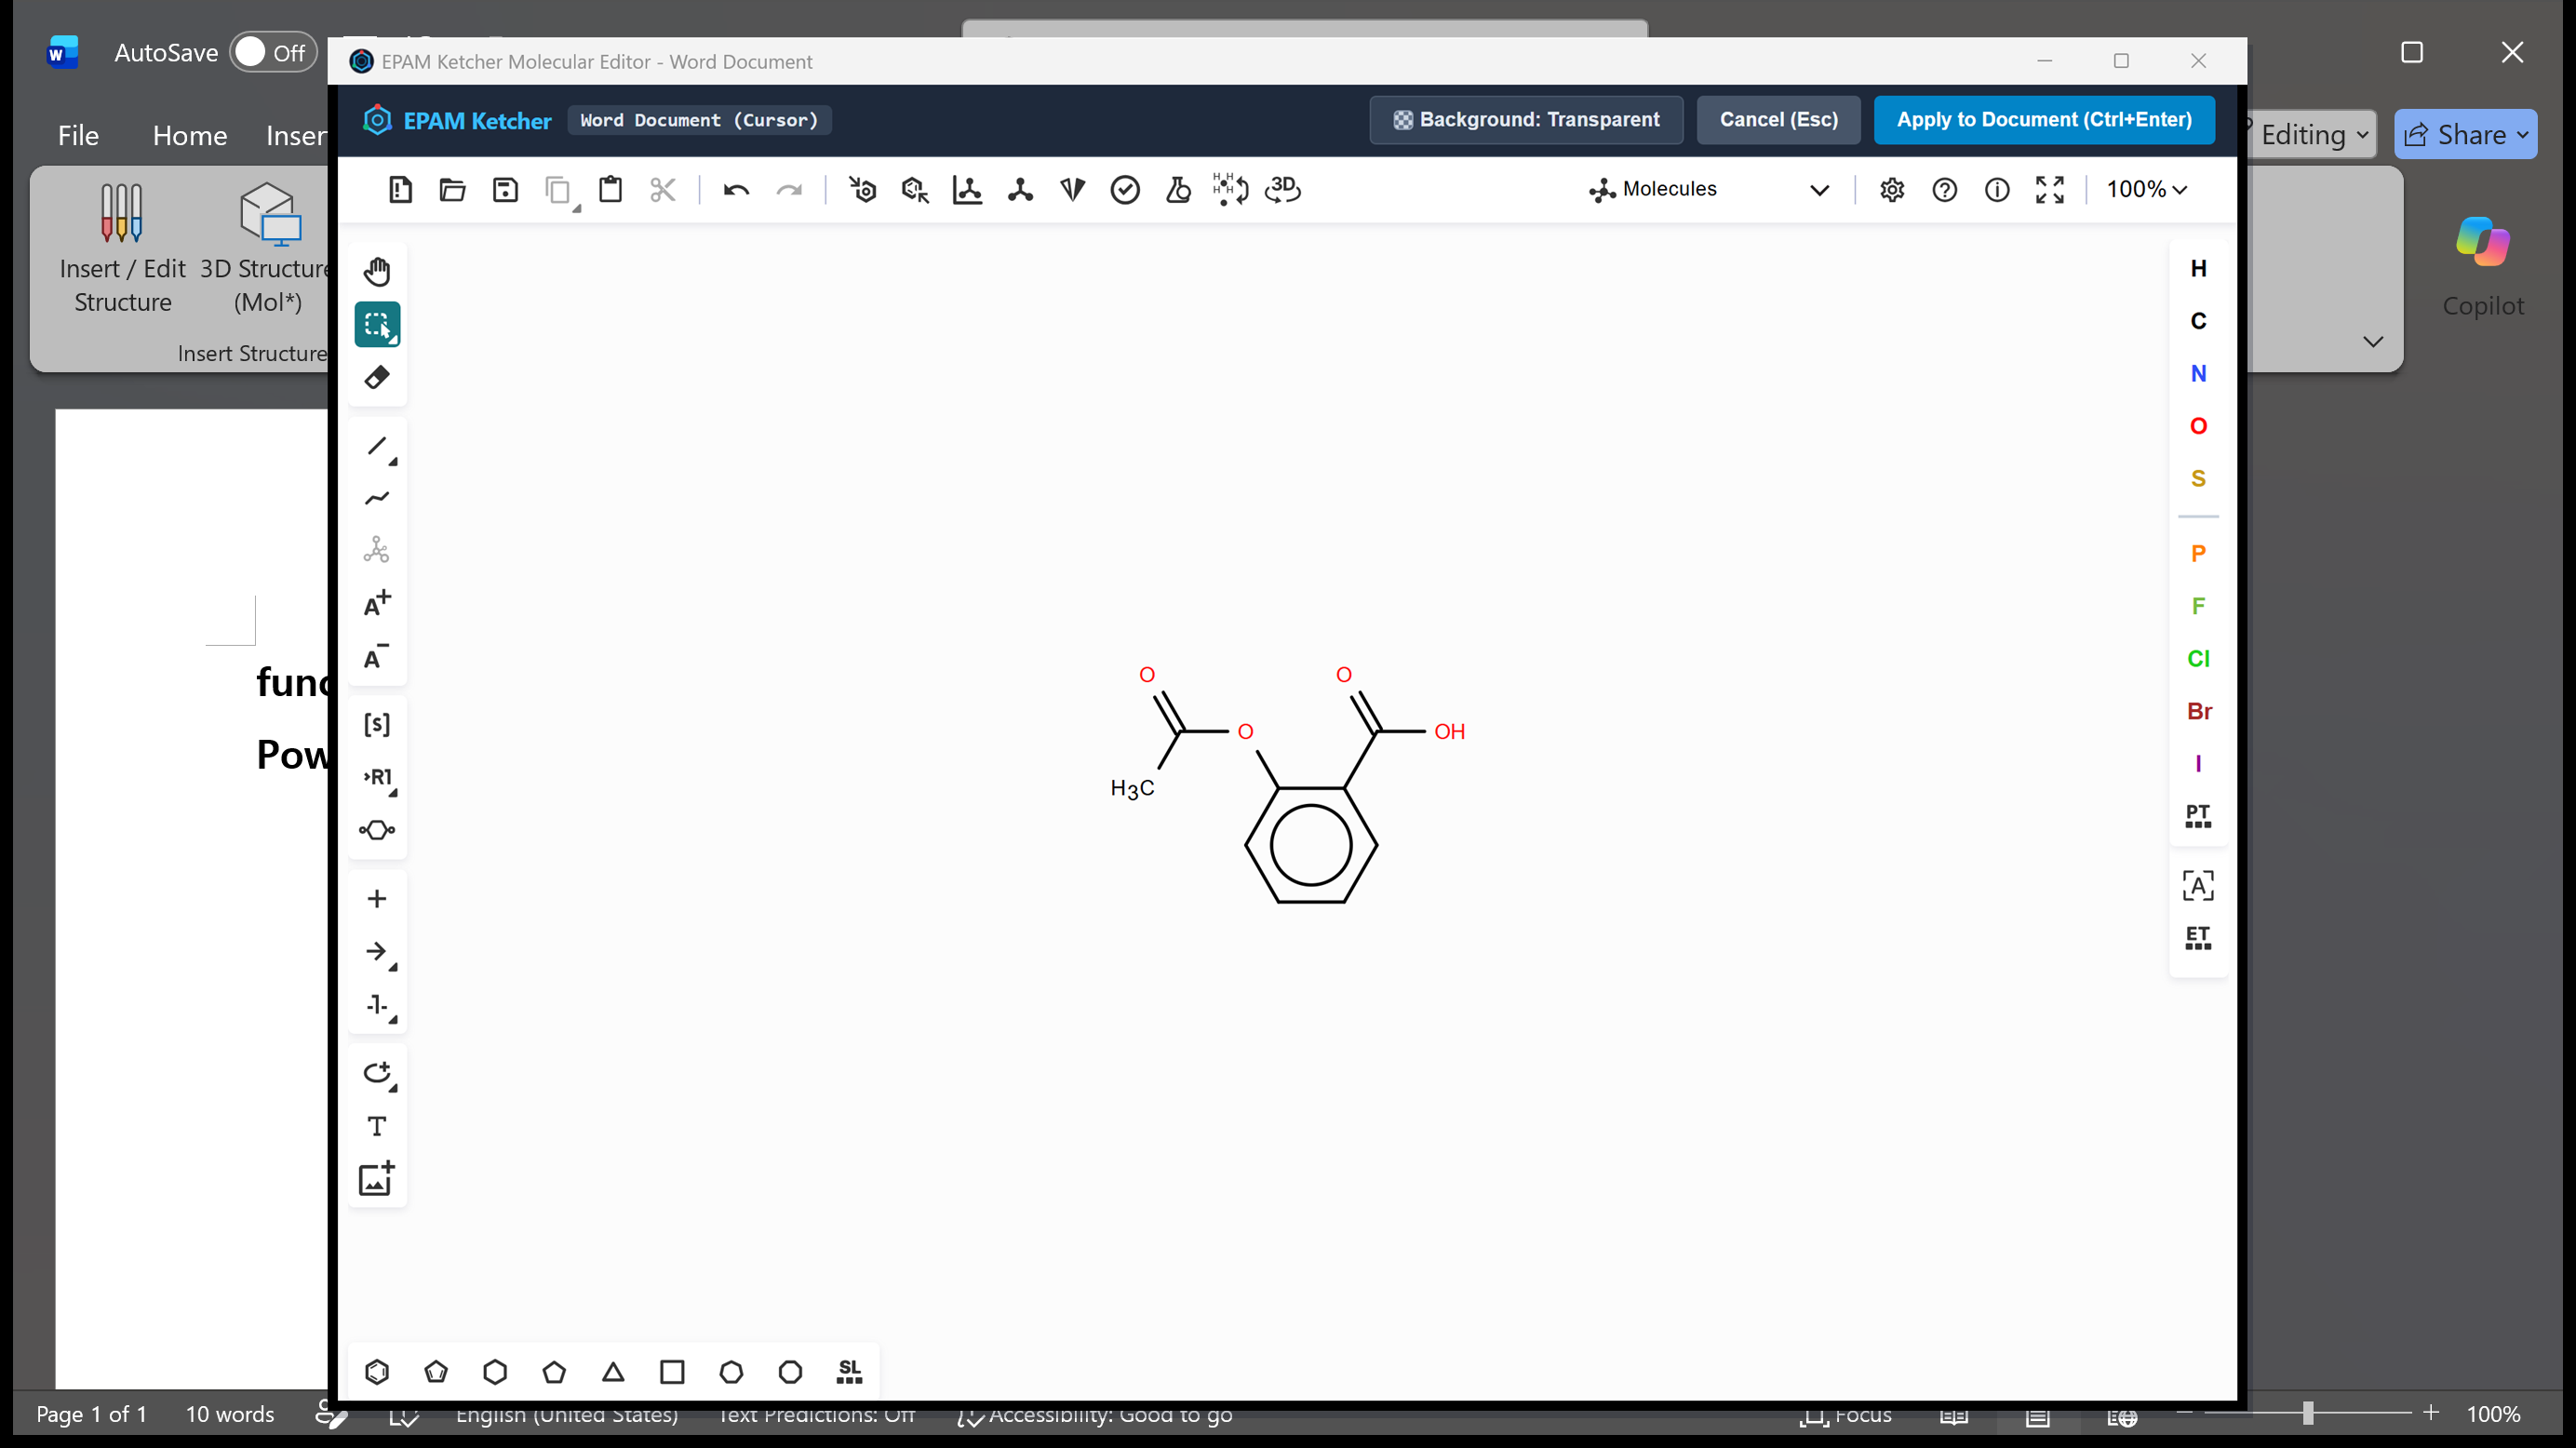 AutoSave Off
EPAM Ketcher Molecular Editor - Word Document
EPAM Ketcher Word Document (Cursor) Background: Transparent Cancel (Esc) Apply to Document (Ctrl+Enter)
File Home Inser Editing Share
Molecules 100%
3D
Insert / Edit Structure
3D Structure (Mol*)
Insert Structure
Copilot
func
Pow
A+
A-
[S]
>R1
-1-
T
H
C
N
O
S
P
F
Cl
Br
I
PT
[A]
ET
O O
O OH
H3C
SL
Page 1 of 1 10 words English (United States) Text Predictions: Off Accessibility: Good to go Focus 100%